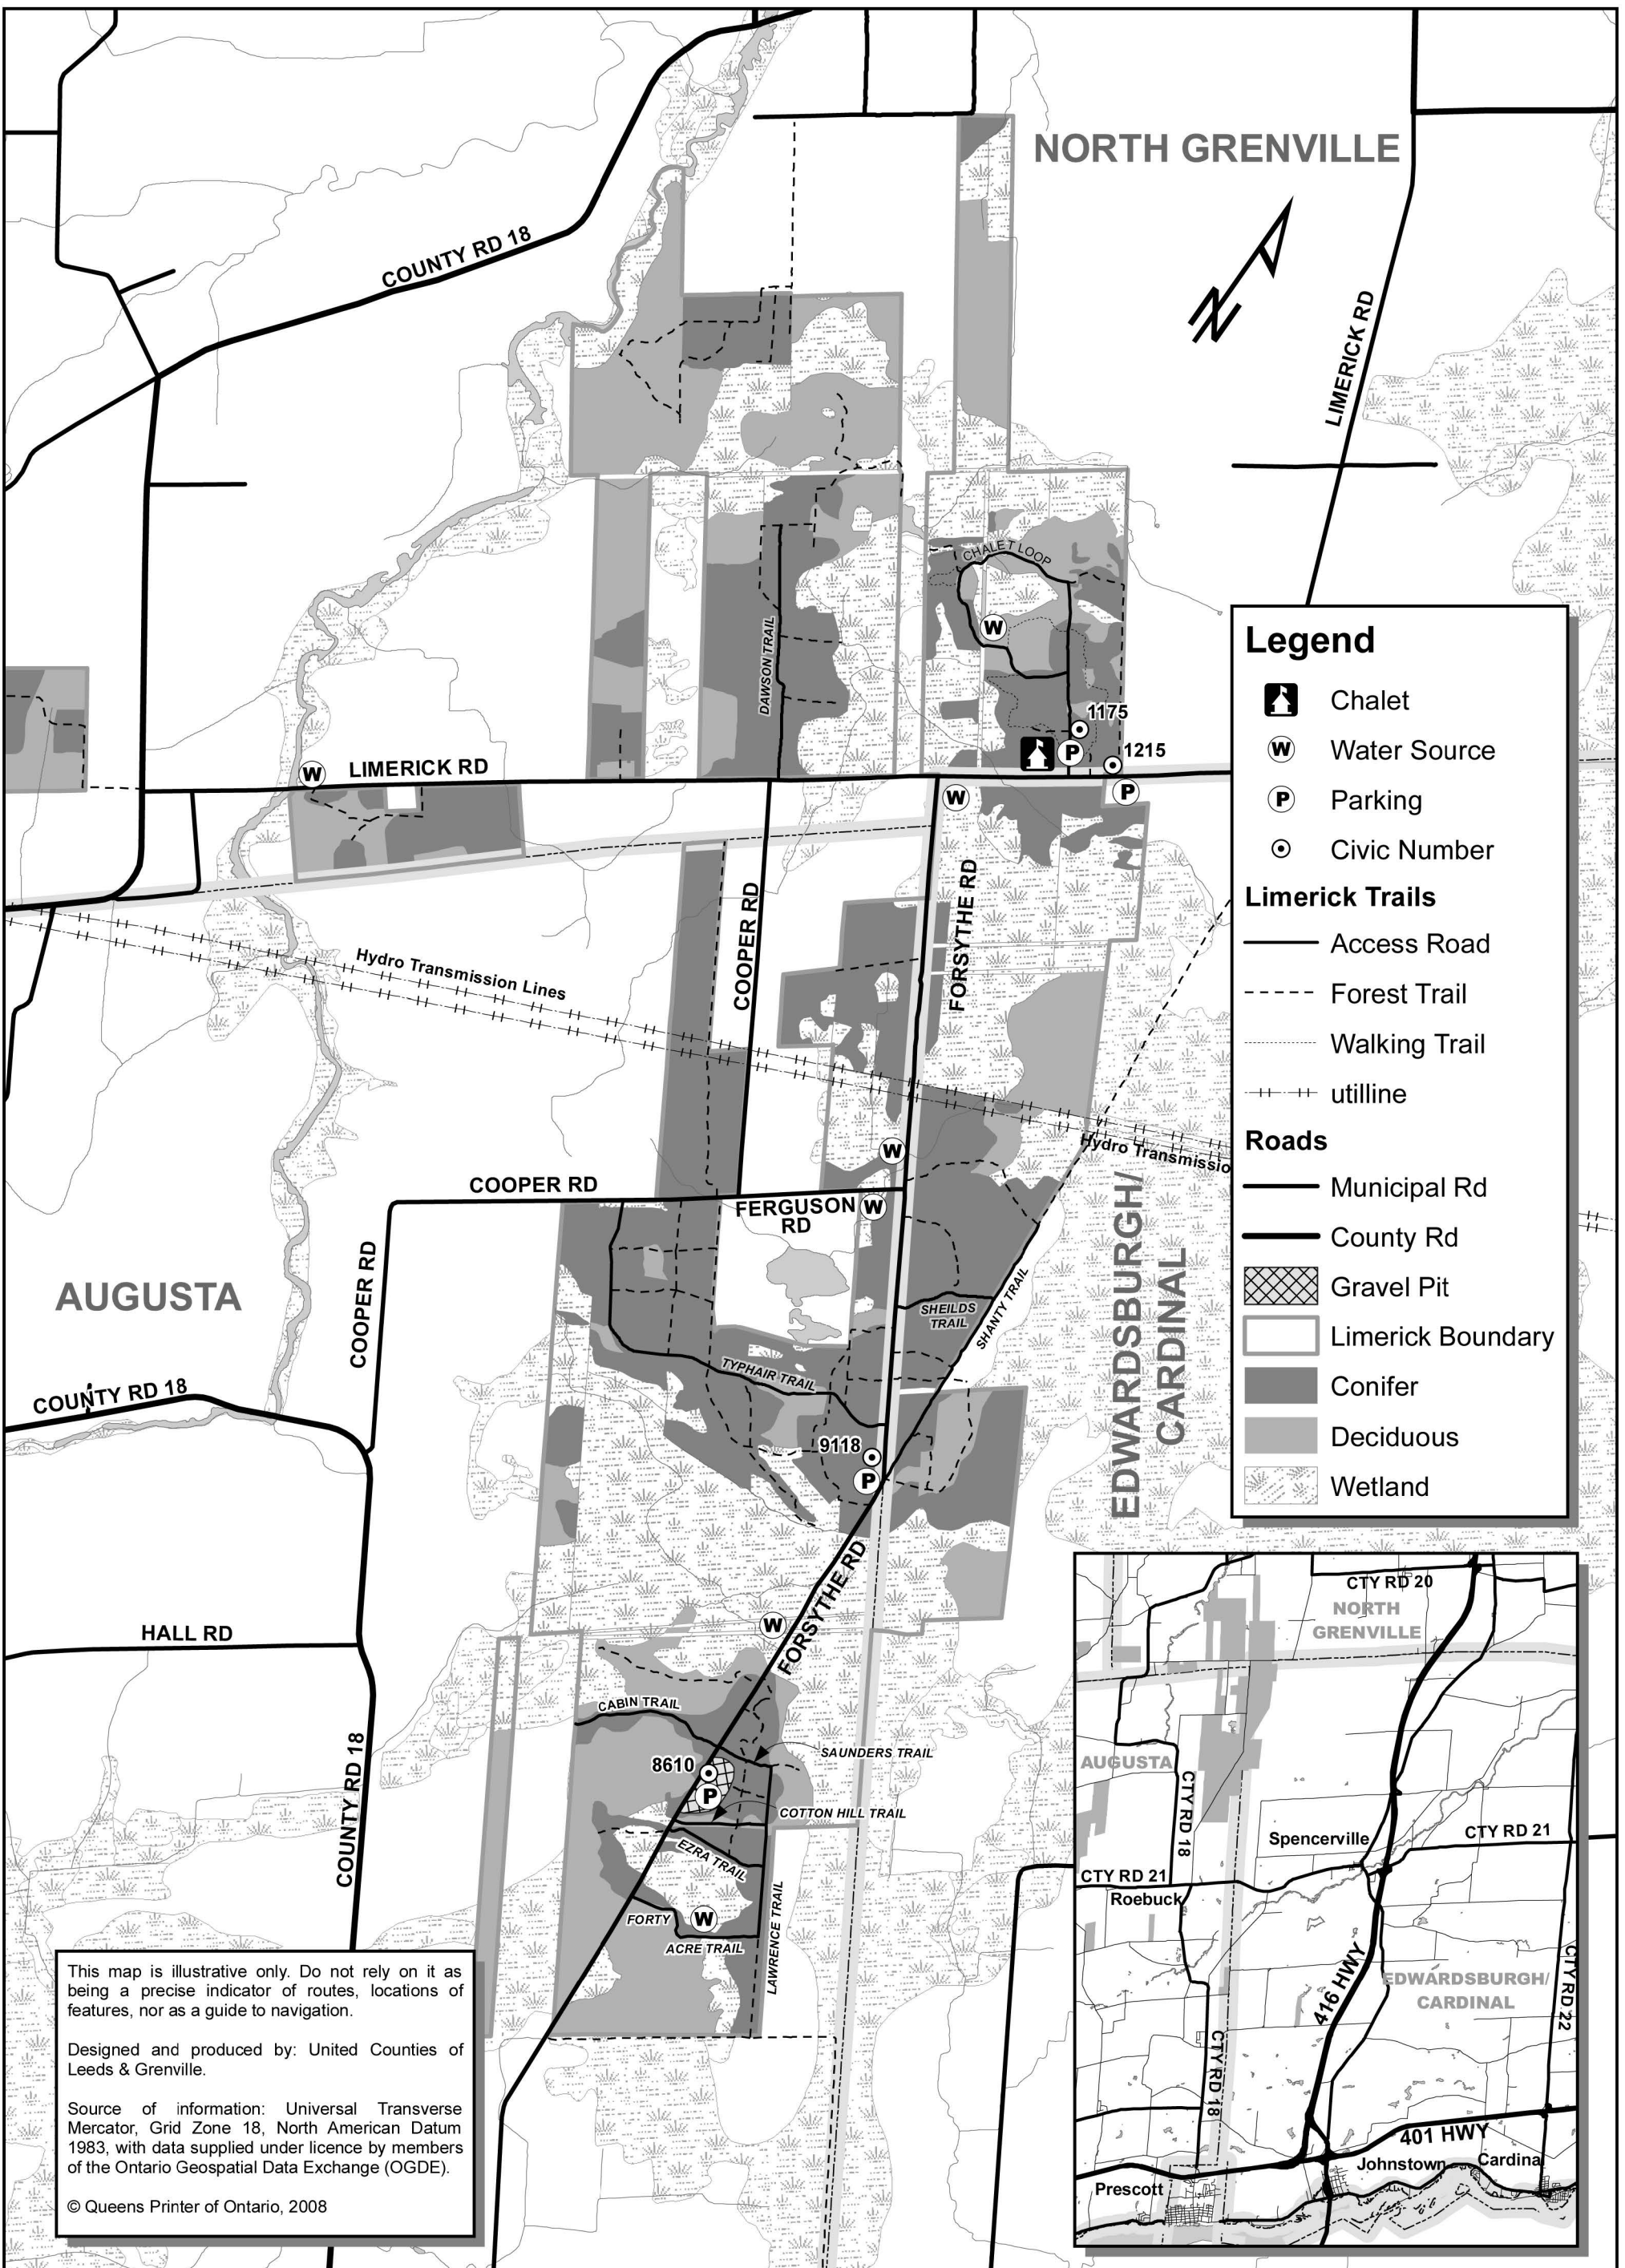 NORTH GRENVILLE
COUNTY RD 18
N
LIMERICK RD
CHALET LOOP
W
DAWSON TRAIL
1175
P
1215
W
LIMERICK RD
W
P
COOPER RD
FORSYTHE RD
Hydro Transmission Lines
W
Hydro Transmissio
COOPER RD
FERGUSON
RD
W
AUGUSTA
COOPER RD
SHEILDS
TRAIL
SHANTY TRAIL
EDWARDSBURGH/
CARDINAL
TYPHAIR TRAIL
COUNTY RD 18
9118
P
FORSYTHE RD
HALL RD
W
CABIN TRAIL
SAUNDERS TRAIL
8610
P
COTTON HILL TRAIL
COUNTY RD 18
EZRA TRAIL
FORTY
W
ACRE TRAIL
LAWRENCE TRAIL
Legend
Chalet
W Water Source
P Parking
Civic Number
Limerick Trails
Access Road
Forest Trail
Walking Trail
utilline
Roads
Municipal Rd
County Rd
Gravel Pit
Limerick Boundary
Conifer
Deciduous
Wetland
CTY RD 20
NORTH
GRENVILLE
AUGUSTA
CTY RD 18
Spencerville
CTY RD 21
CTY RD 21
Roebuck
416 HWY
EDWARDSBURGH/
CARDINAL
CTY RD 22
CTY RD 18
401 HWY
Johnstown
Cardinal
Prescott
This map is illustrative only. Do not rely on it as
being a precise indicator of routes, locations of
features, nor as a guide to navigation.
Designed and produced by: United Counties of
Leeds & Grenville.
Source of information: Universal Transverse
Mercator, Grid Zone 18, North American Datum
1983, with data supplied under licence by members
of the Ontario Geospatial Data Exchange (OGDE).
© Queens Printer of Ontario, 2008